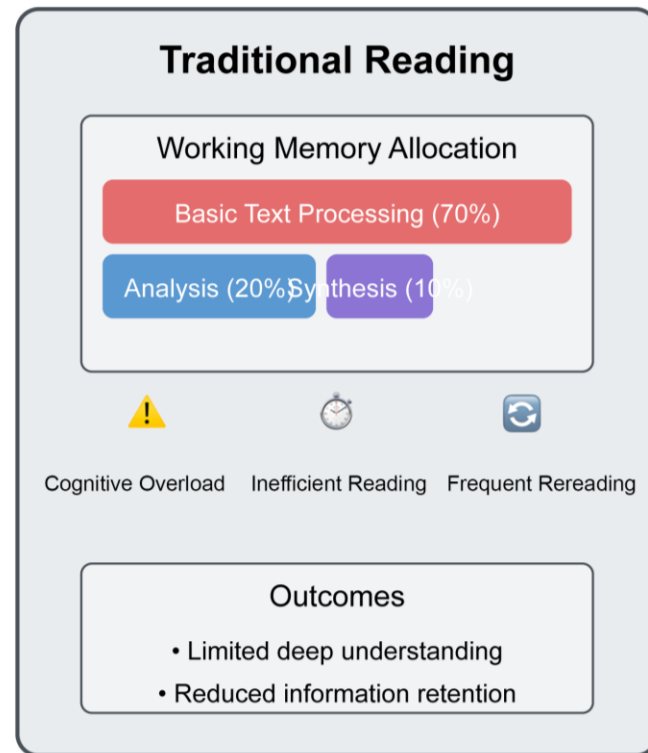 Traditional Reading
Working Memory Allocation
Basic Text Processing (70%)
Analysis (20%) Synthesis (10%)
Cognitive Overload Inefficient Reading Frequent Rereading
Outcomes
• Limited deep understanding
• Reduced information retention